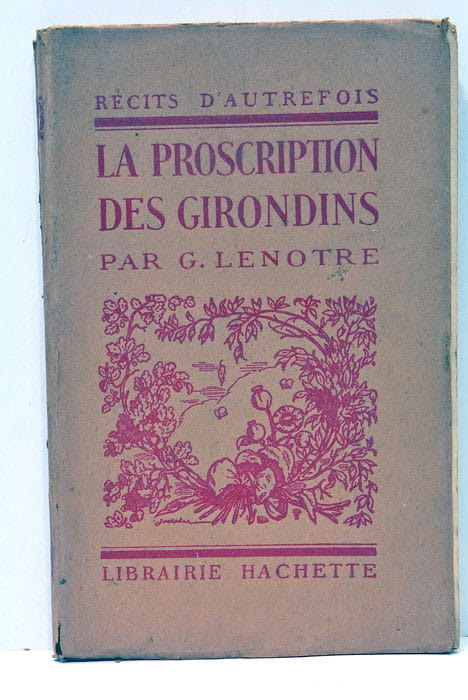 RÉCITS D'AUTREFOIS
LA PROSCRIPTION
DES GIRONDINS
PAR G. LENOTRE
LIBRAIRIE HACHETTE